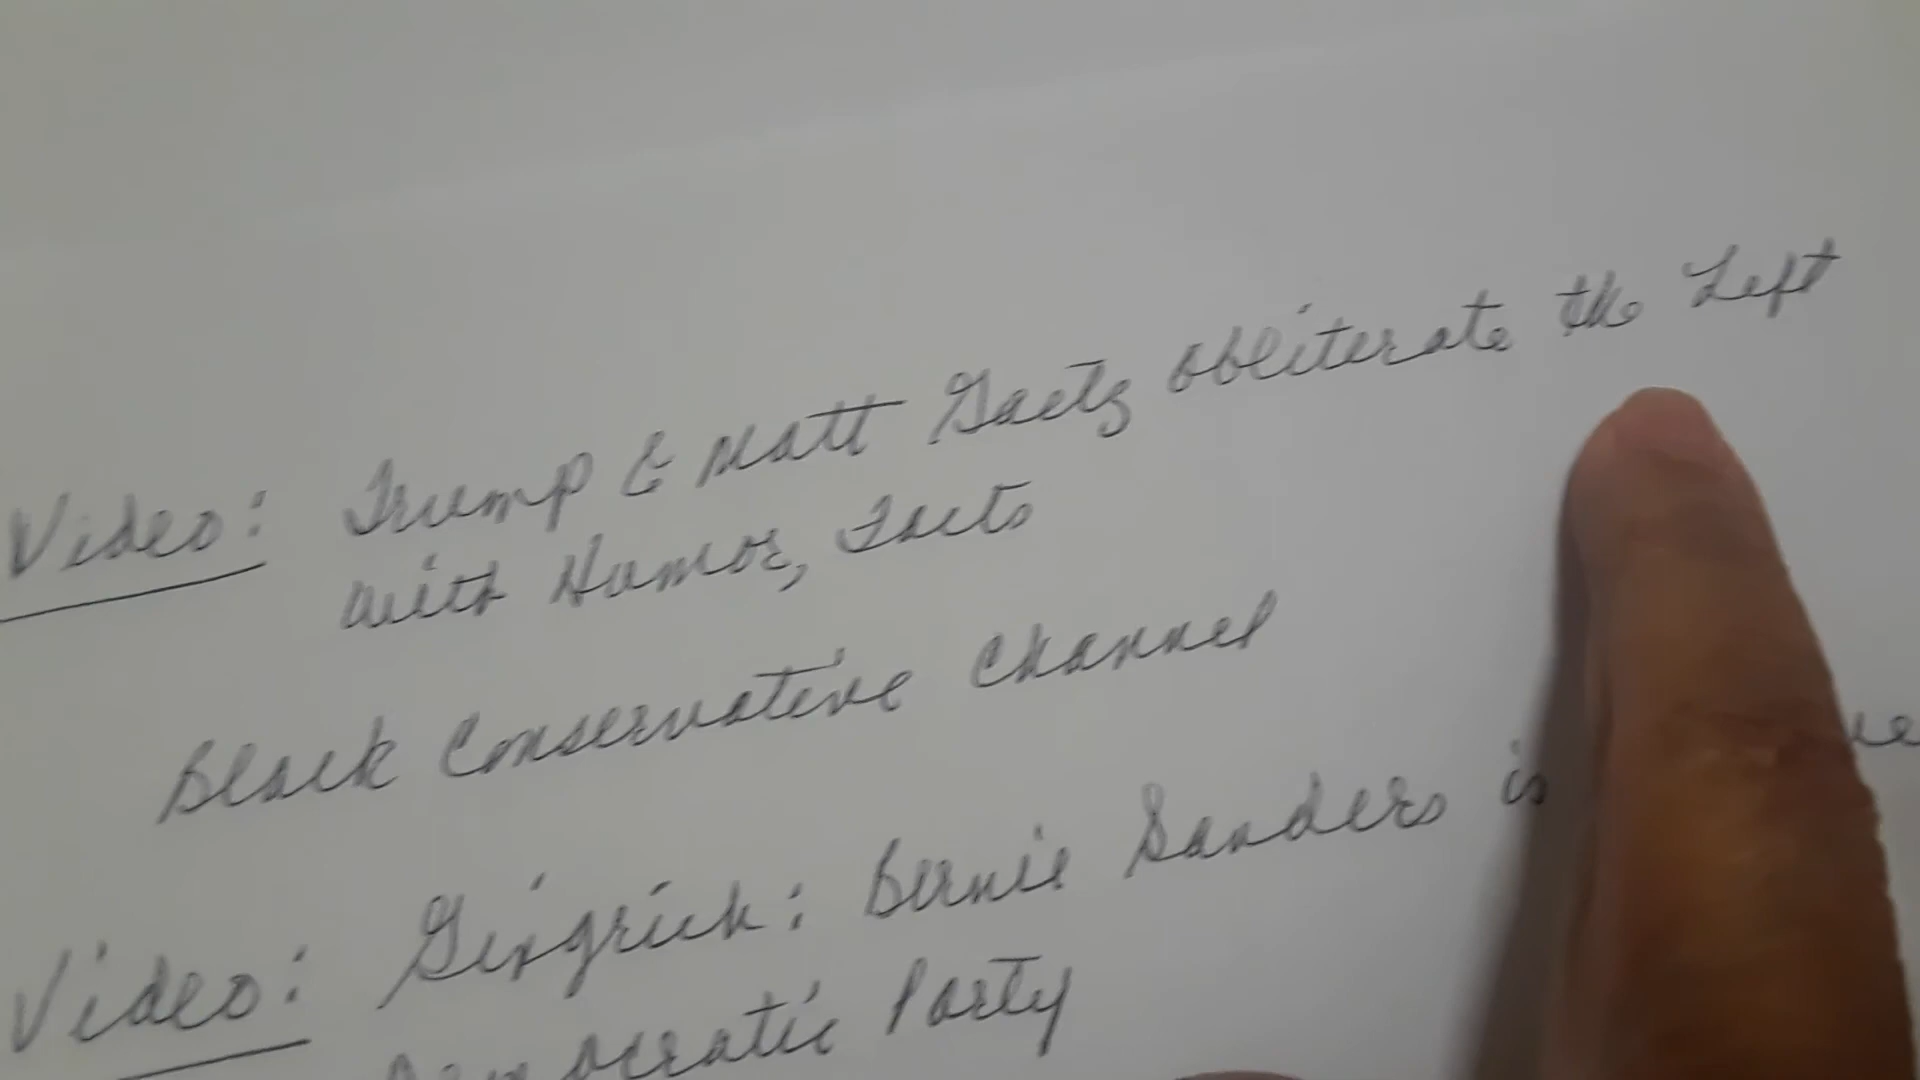 Video: Trump & Matt Gaetz obliterate the Left
with Humor, Facts
Black Conservative Channel
Video: Gingrich: Bernie Sanders is
Democratic Party